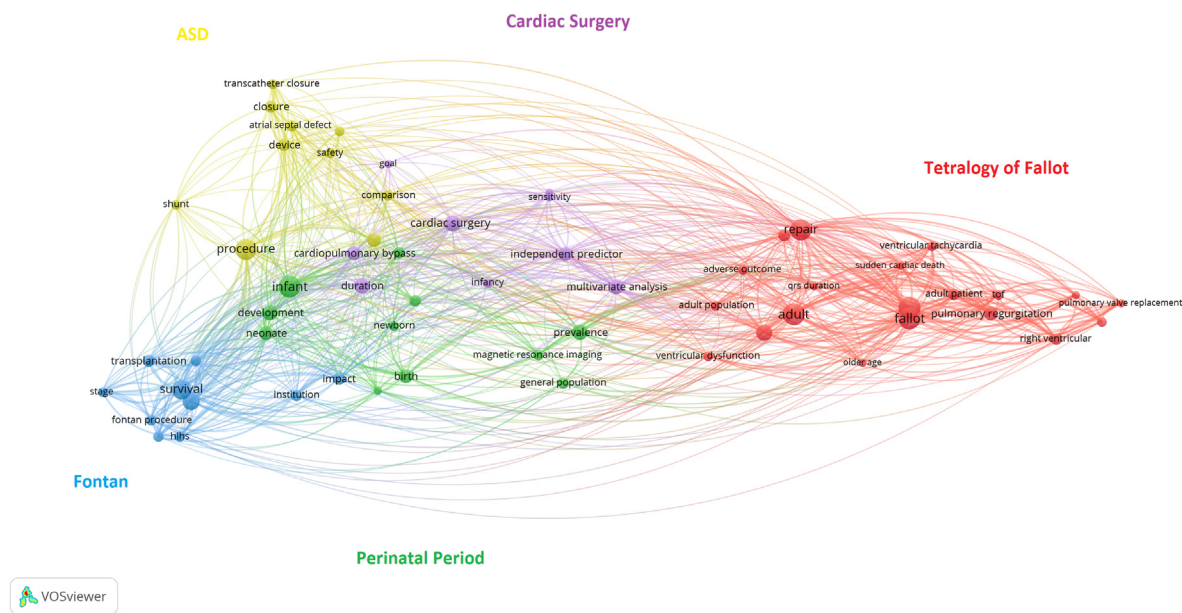 Cardiac Surgery
ASD
transcatheter closure
closure
atrial septal defect
device
safety
goal
comparison
sensitivity
shunt
Tetralogy of Fallot
cardiac surgery
repair
procedure
cardiopulmonary bypass
independent predictor
ventricular tachycardia
adverse outcome
sudden cardiac death
infant
duration
infancy
multivariate analysis
qrs duration
adult patient
tof
pulmonary valve replacement
development
adult population
adult
fallot
pulmonary regurgitation
neonate
newborn
prevalence
right ventricular
magnetic resonance imaging
ventricular dysfunction
older age
transplantation
stage
survival
institution
impact
birth
general population
fontan procedure
hlhs
Fontan
Perinatal Period
VOSviewer